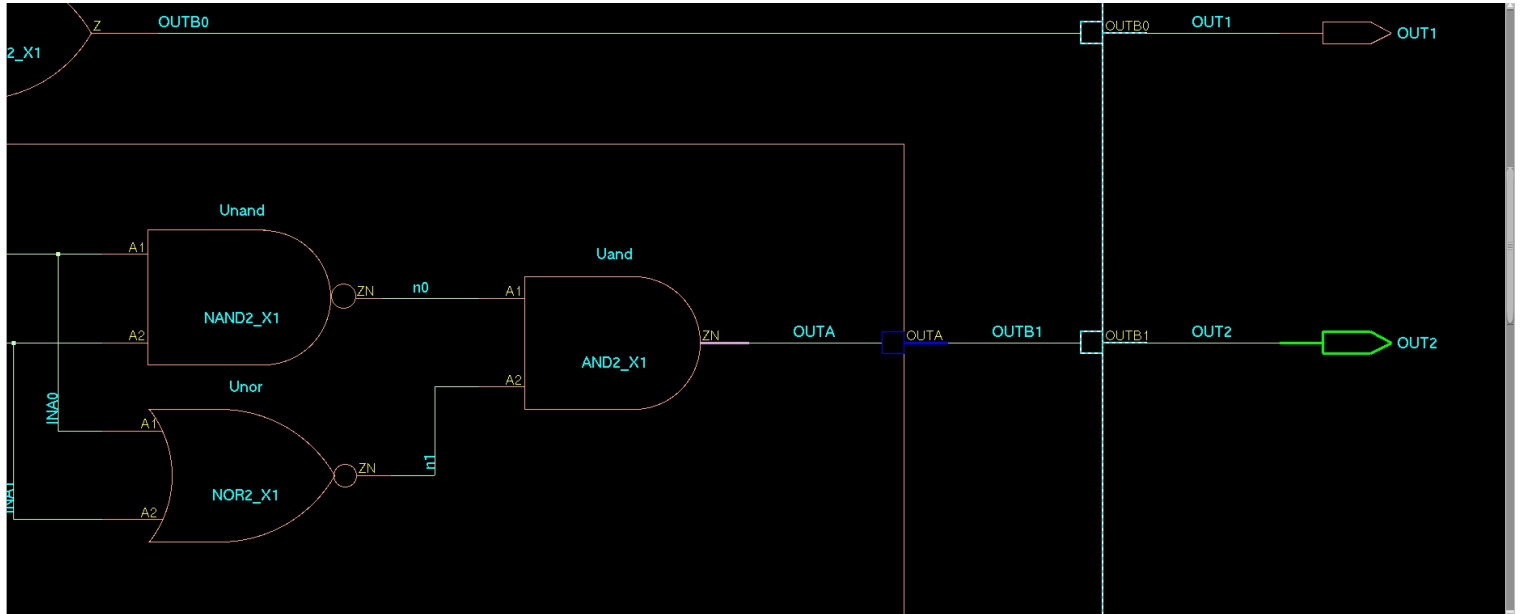 Z OUTB0
2_X1
OUTB0 OUT1 OUT1
Unand
A1
A2
NAND2_X1
ZN n0
Uand
A1
A2
AND2_X1
ZN OUTA OUTA OUTB1 OUTB1 OUT2 OUT2
Unor
INA0
INA1
A1
A2
NOR2_X1
ZN n1